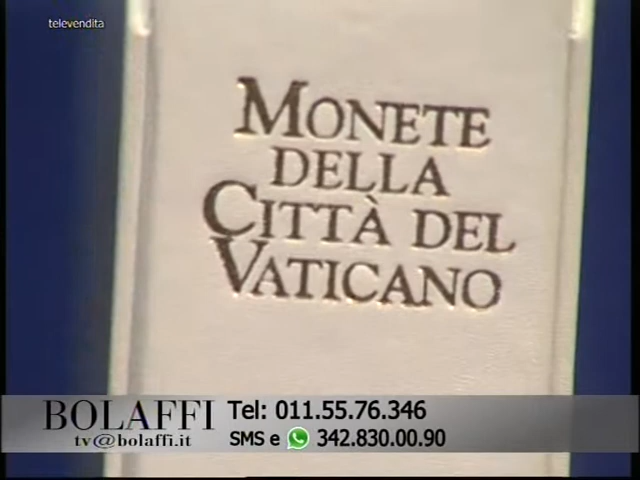 televendita
MONETE
DELLA
CITTÀ DEL
VATICANO
BOLAFFI
tv@bolaffi.it
Tel: 011.55.76.346
SMS e 342.830.00.90